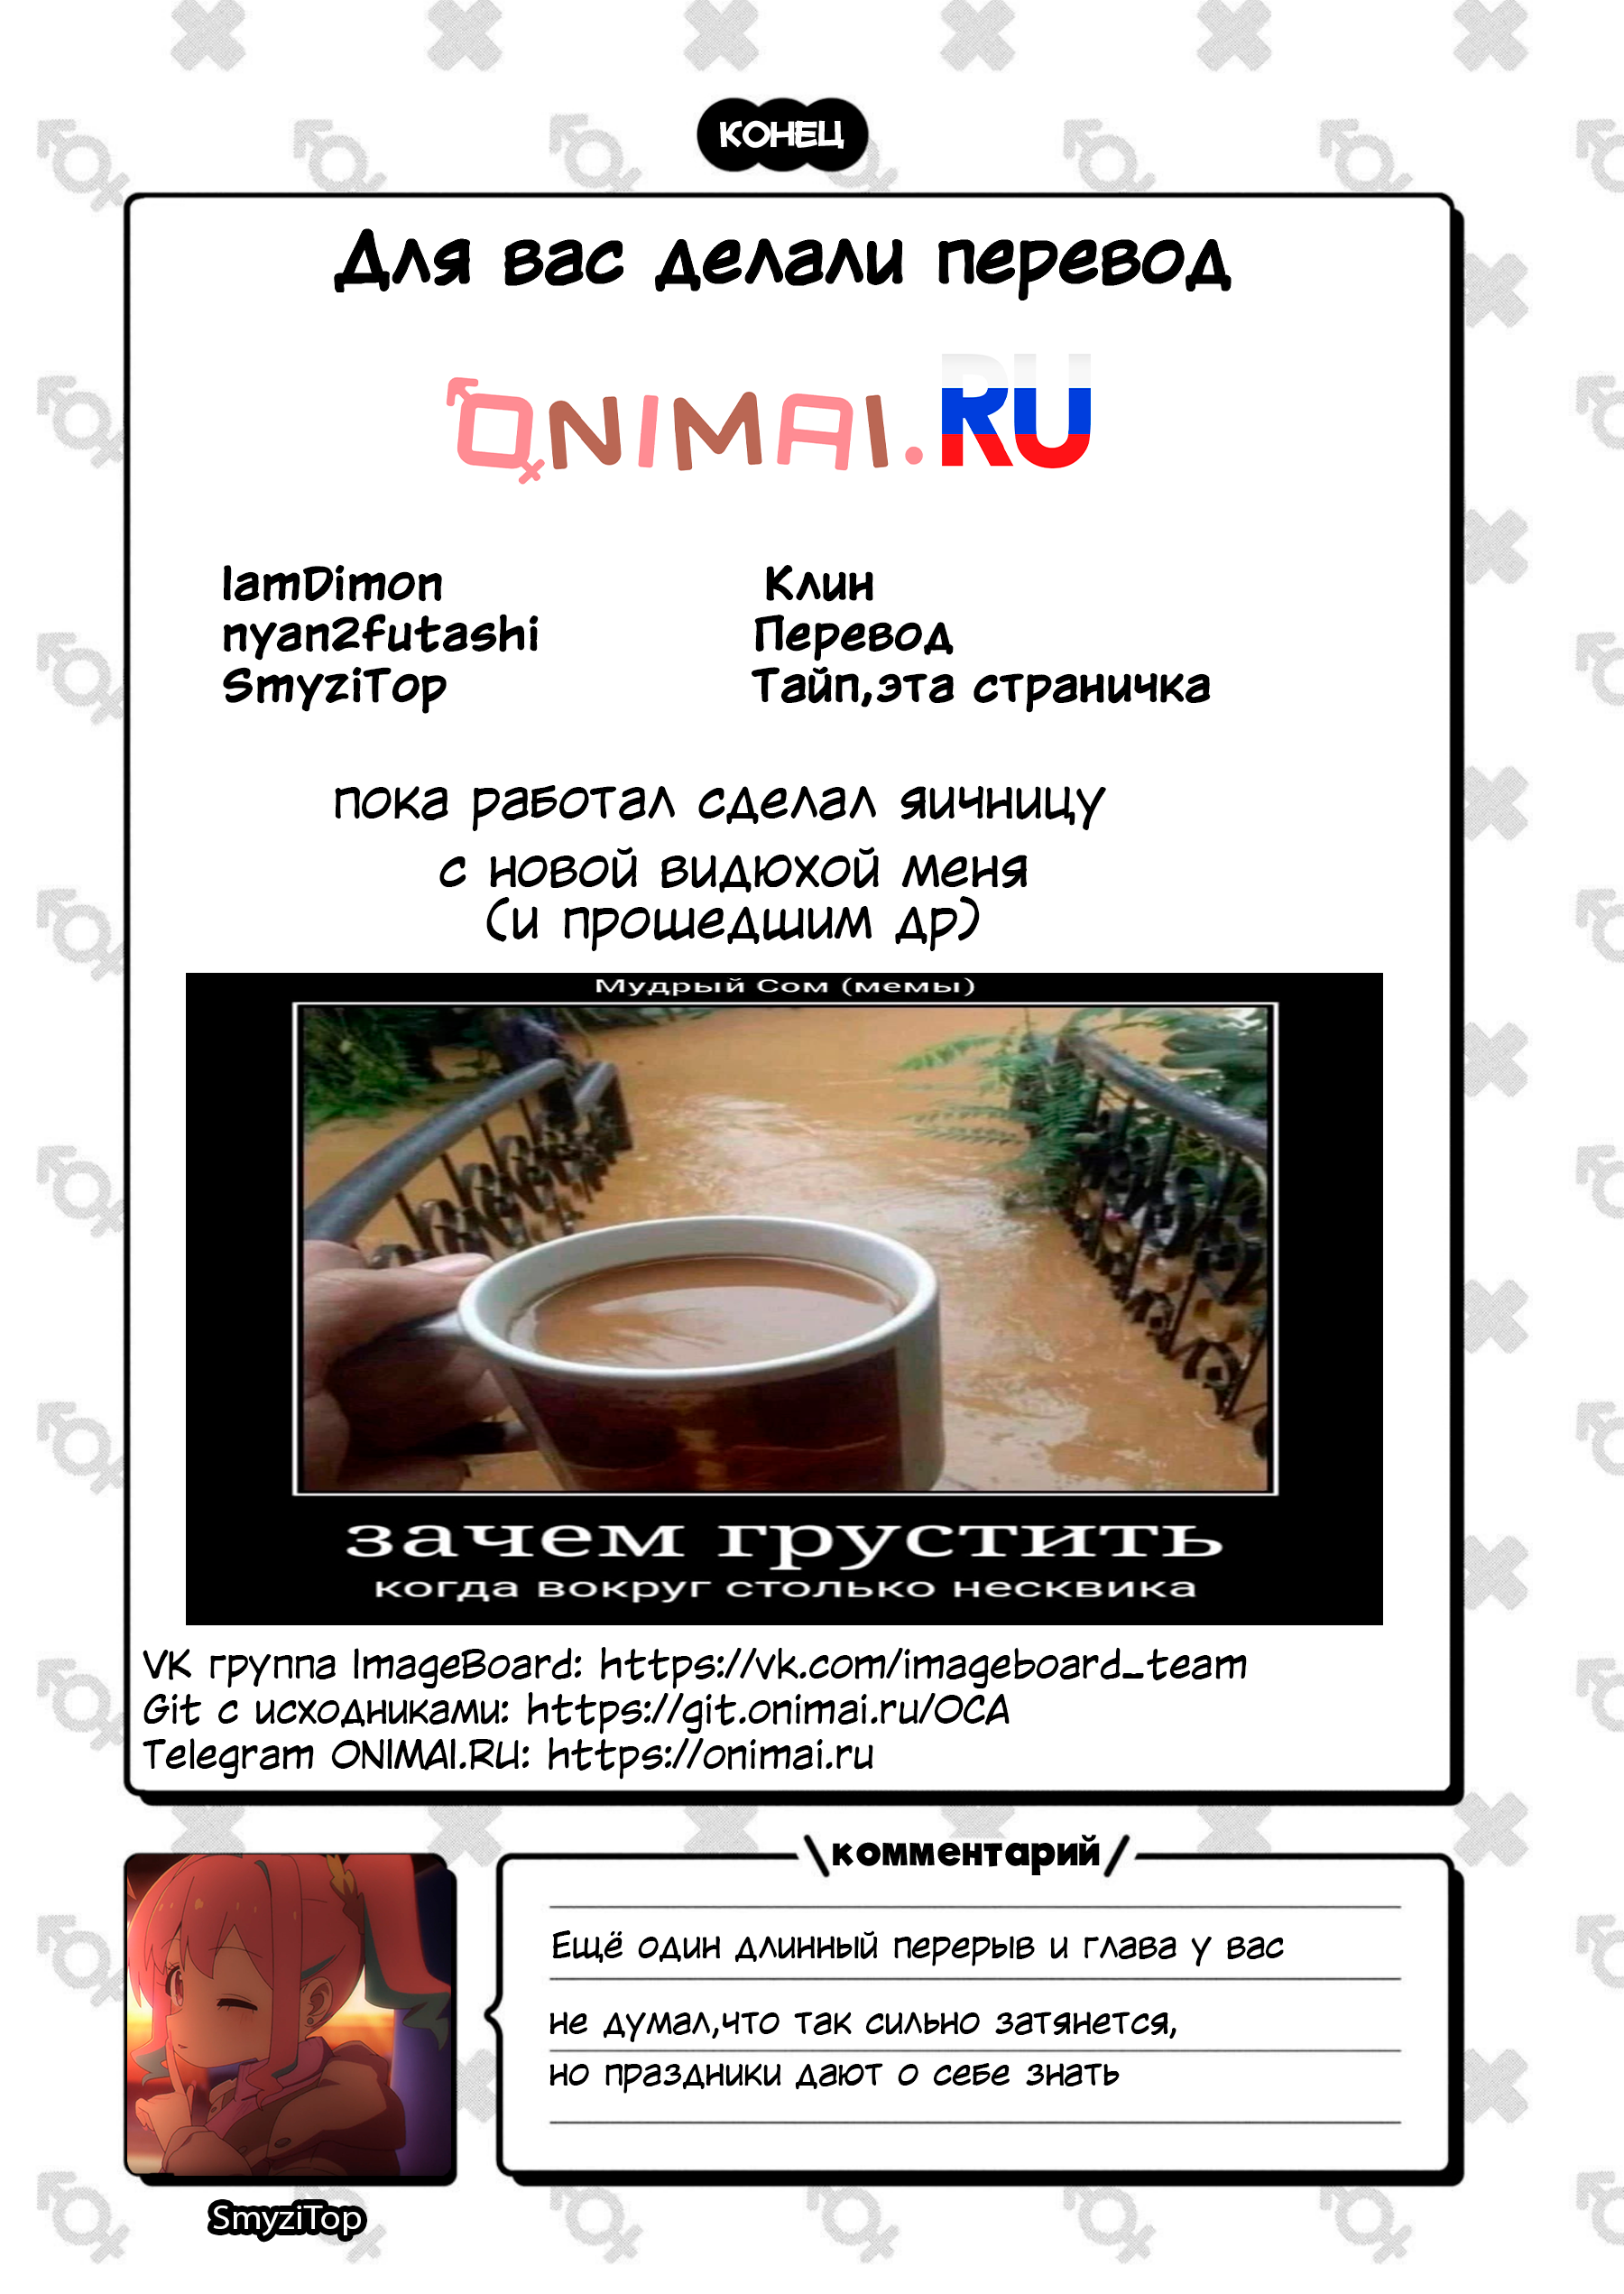 КОНЕЦ
Для вас делали перевод
ONIMAI.RU
IamDimon Клин
nyan2futashi Перевод
SmyziTop Тайп,эта страничка
пока работал сделал яичницу
с новой видюхой меня
(и прошедшим др)
Мудрый Сом (мемы)
зачем грустить
когда вокруг столько несквика
VK группа ImageBoard: https://vk.com/imageboard_team
Git с исходниками: https://git.onimai.ru/OCA
Telegram ONIMAI.RU: https://onimai.ru
\комментарий/
Ещё один длинный перерыв и глава у вас
не думал,что так сильно затянется,
но праздники дают о себе знать
SmyziTop